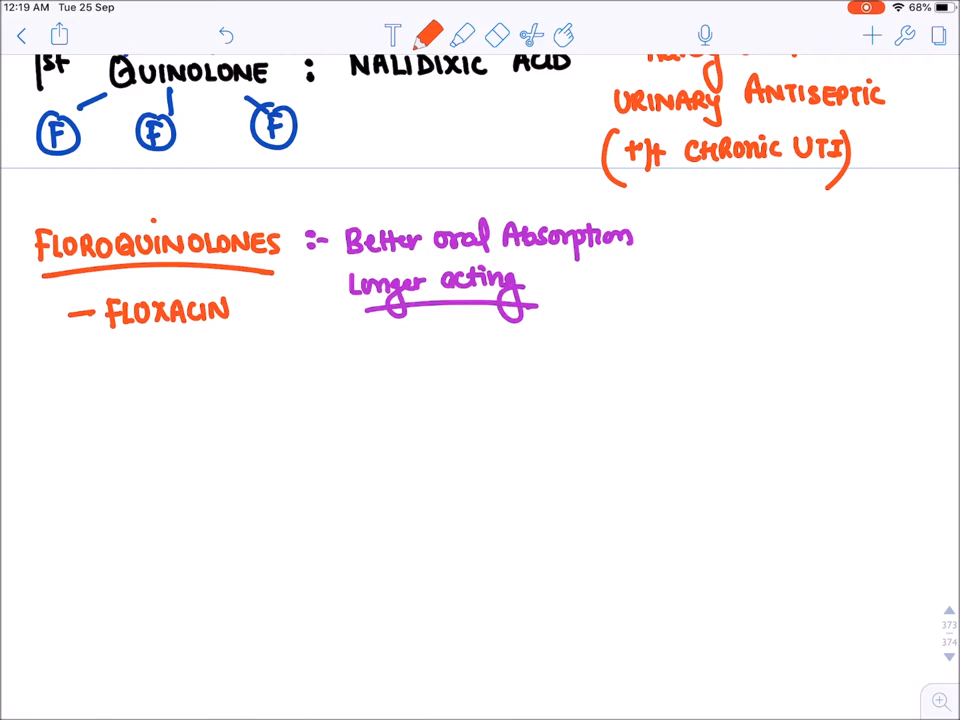 12:19 AM Tue 25 Sep
68%
1st QUINOLONE : NALIDIXIC ACID
URINARY ANTISEPTIC
F F F
(t/t CHRONIC UTI)
FLOROQUINOLONES :- Better oral Absorption
Longer acting
- FLOXACIN
373
374